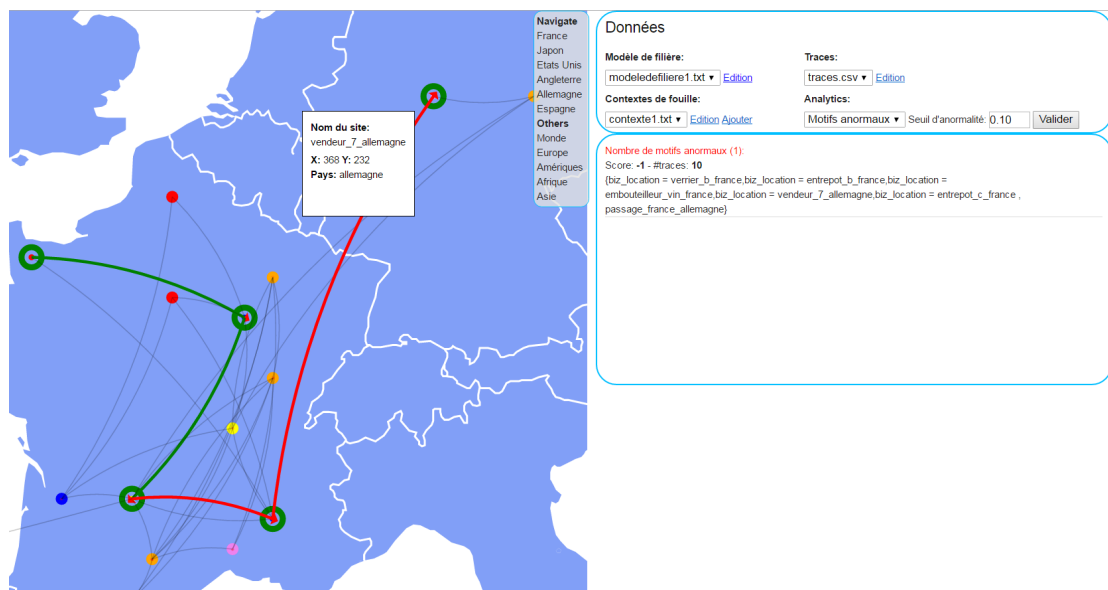 Nom du site:
vendeur_7_allemagne
X: 368 Y: 232
Pays: allemagne
Navigate
France
Japon
Etats Unis
Angleterre
Allemagne
Espagne
Others
Monde
Europe
Amériques
Afrique
Asie
Données
Modèle de filière:
modeledefiliere1.txt Edition
Traces:
traces.csv Edition
Contextes de fouille:
contexte1.txt Edition Ajouter
Analytics:
Motifs anormaux Seuil d'anormalité: 0.10 Valider
Nombre de motifs anormaux (1):
Score: -1 - #traces: 10
{biz_location = verrier_b_france,biz_location = entrepot_b_france,biz_location =
embouteilleur_vin_france,biz_location = vendeur_7_allemagne,biz_location = entrepot_c_france ,
passage_france_allemagne}